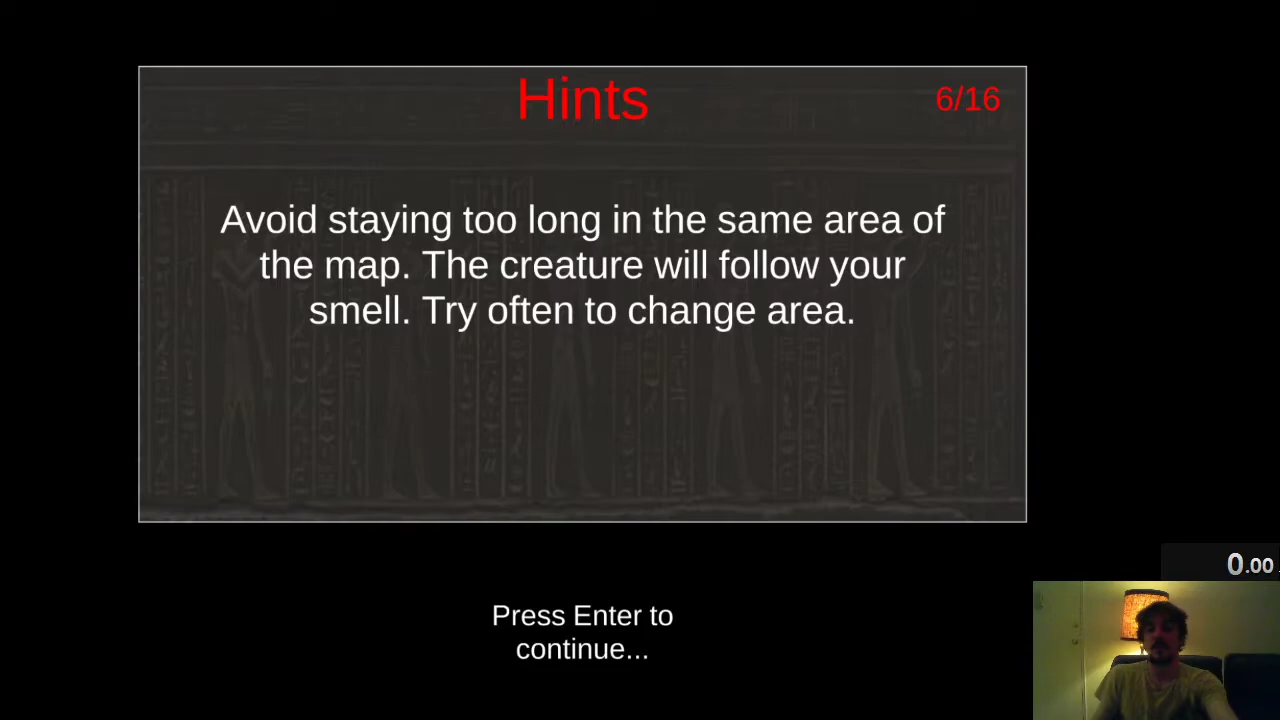 Hints
6/16
Avoid staying too long in the same area of
the map. The creature will follow your
smell. Try often to change area.
0.00
Press Enter to
continue...